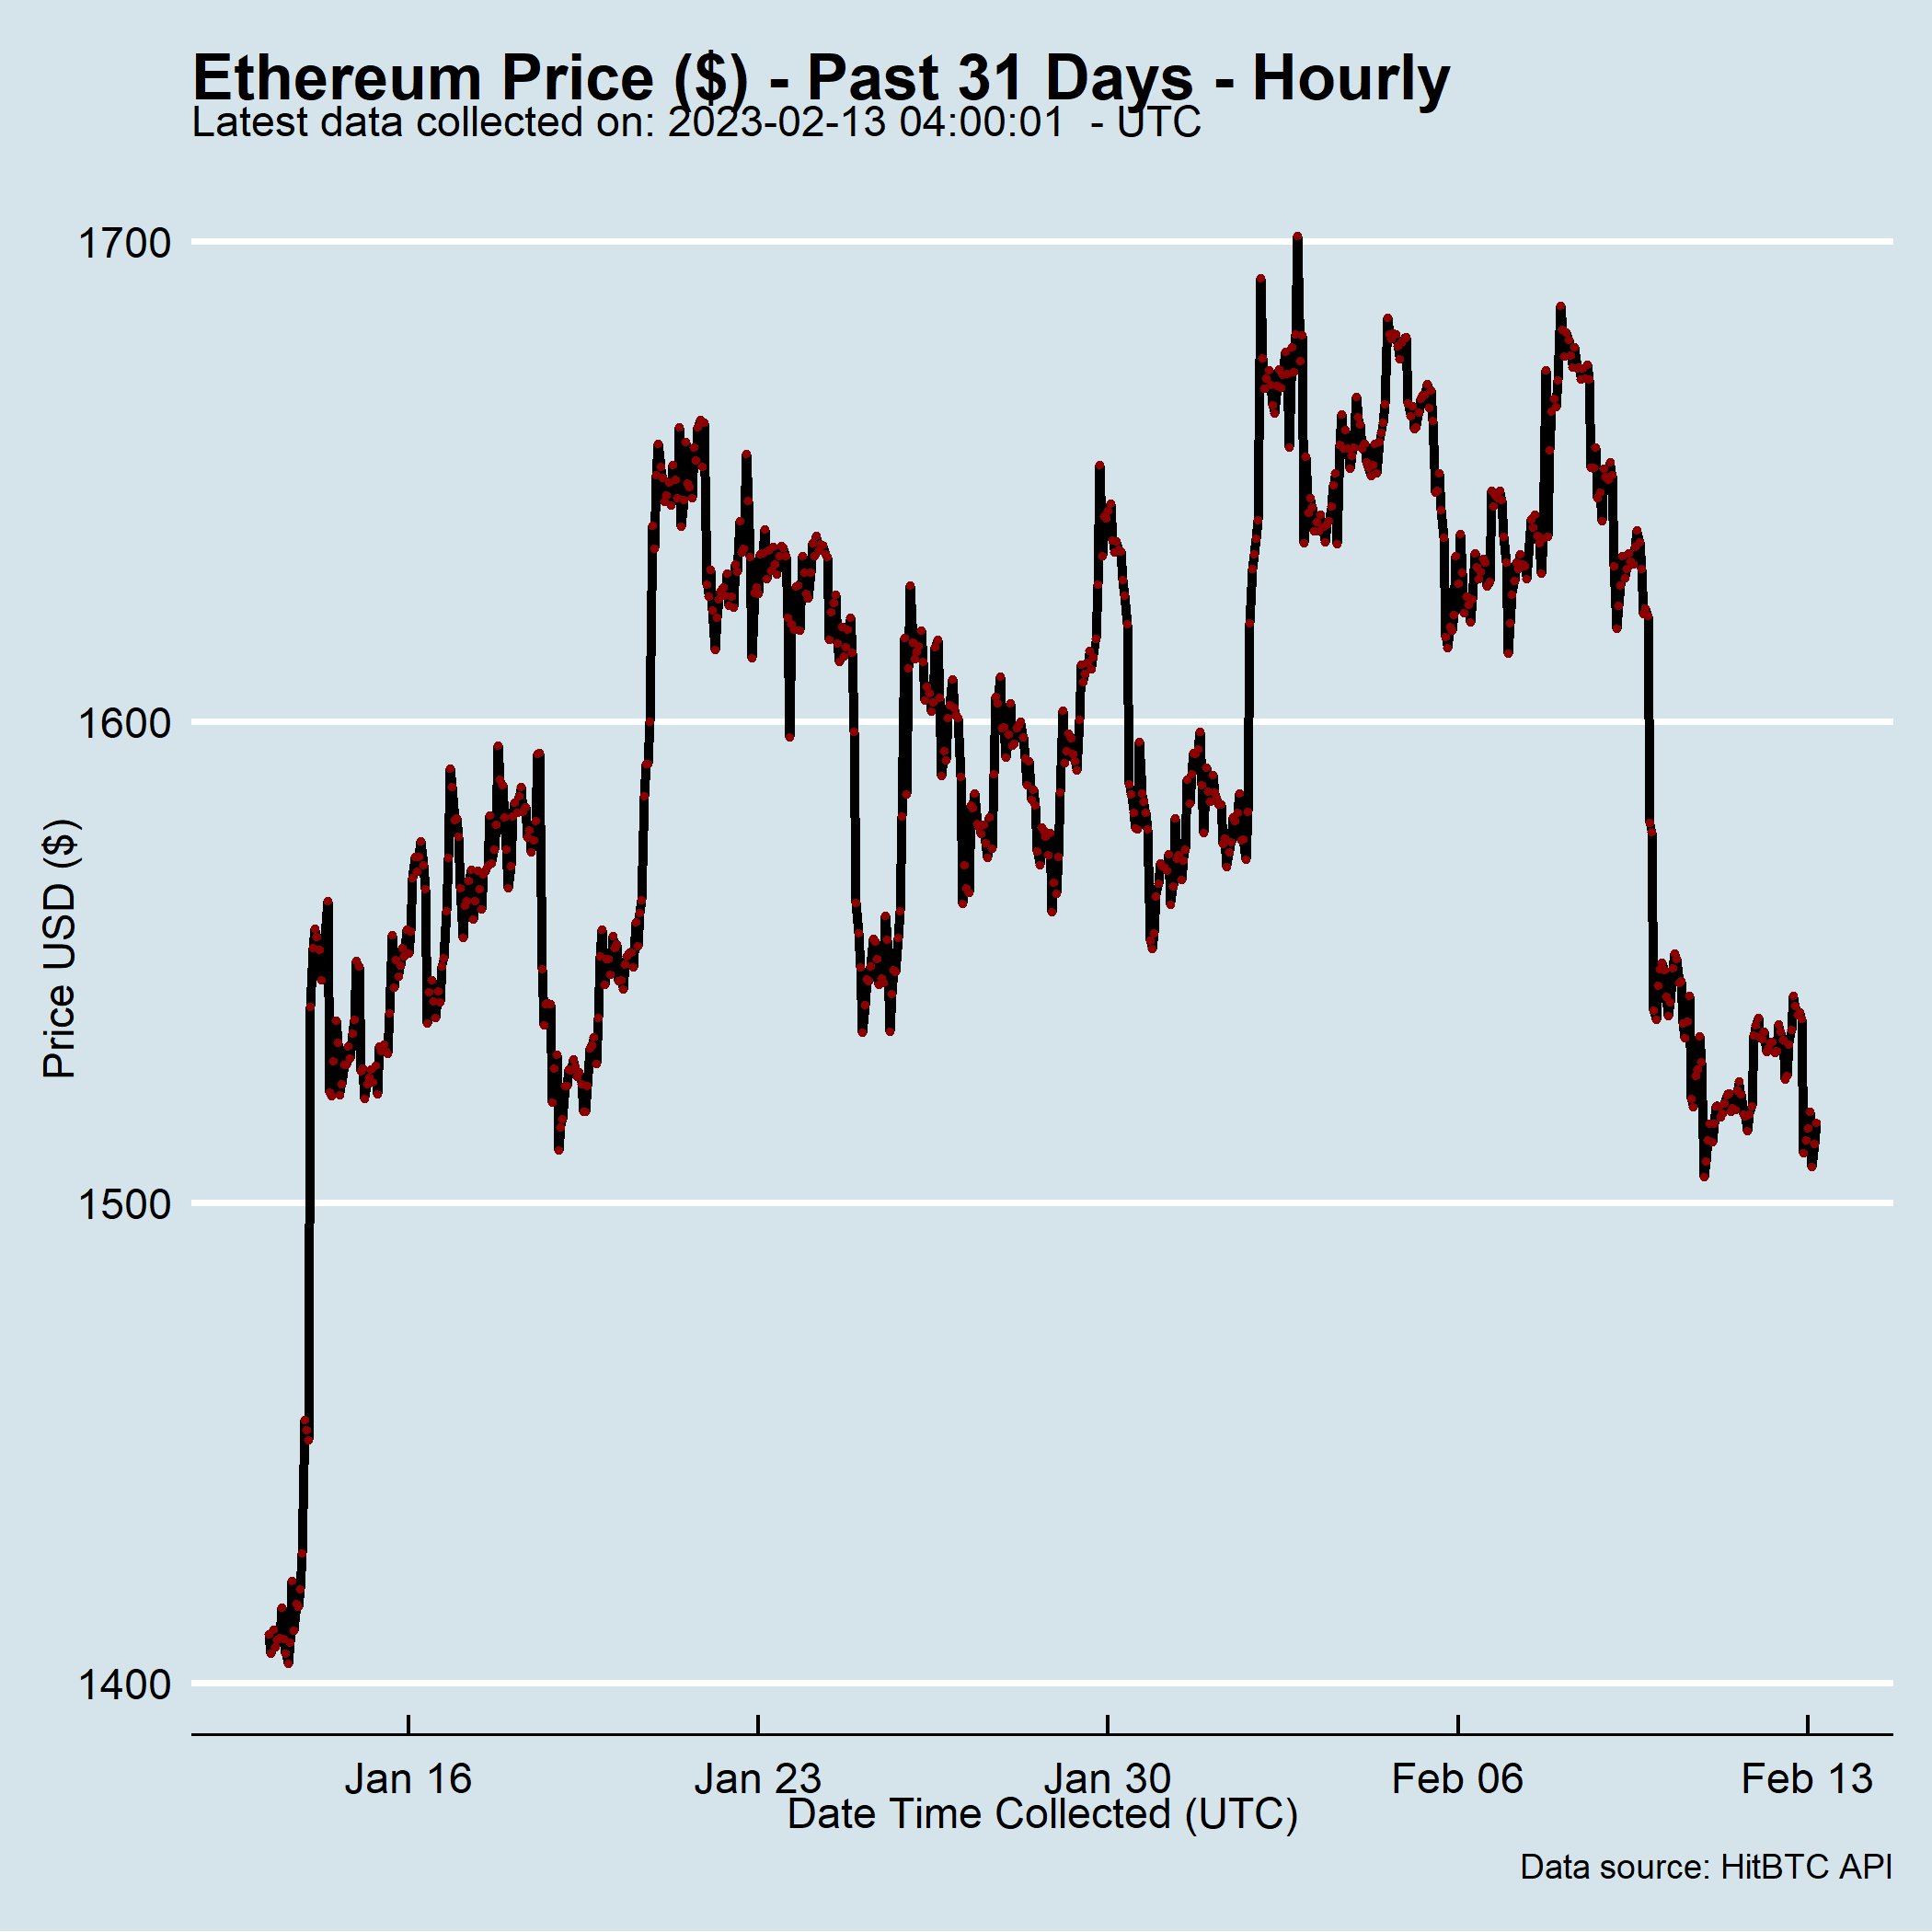 Ethereum Price ($) - Past 31 Days - Hourly
Latest data collected on: 2023-02-13 04:00:01  - UTC
1700
1600
1500
1400
Price USD ($)
Jan 16
Jan 23
Jan 30
Feb 06
Feb 13
Date Time Collected (UTC)
Data source: HitBTC API